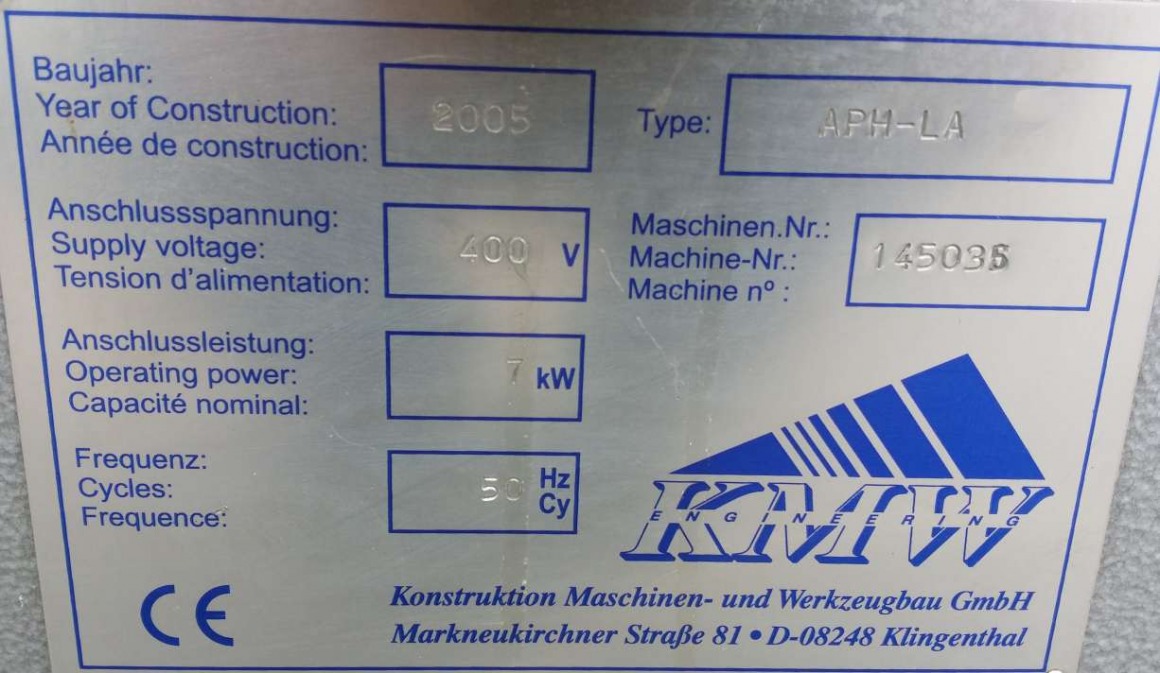 Baujahr:
Year of Construction:
Année de construction:
2005
Type:
APH-LA
Anschlussspannung:
Supply voltage:
Tension d'alimentation:
400 V
Maschinen.Nr.:
Machine-Nr.:
Machine nº :
Anschlussleistung:
Operating power:
Capacité nominal:
7 kW
Frequenz:
Cycles:
Frequence:
50 Hz
Cy
KMW
ENGINEERING
CE
Konstruktion Maschinen- und Werkzeugbau GmbH
Markneukirchner Straße 81 • D-08248 Klingenthal